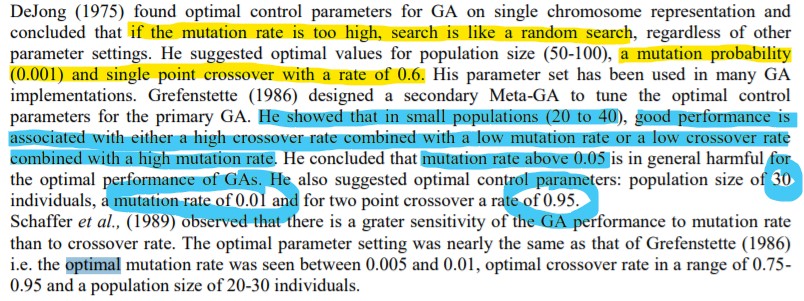 DeJong (1975) found optimal control parameters for GA on single chromosome representation and
concluded that if the mutation rate is too high, search is like a random search, regardless of other
parameter settings. He suggested optimal values for population size (50-100), a mutation probability
(0.001) and single point crossover with a rate of 0.6. His parameter set has been used in many GA
implementations. Grefenstette (1986) designed a secondary Meta-GA to tune the optimal control
parameters for the primary GA. He showed that in small populations (20 to 40), good performance is
associated with either a high crossover rate combined with a low mutation rate or a low crossover rate
combined with a high mutation rate. He concluded that mutation rate above 0.05 is in general harmful for
the optimal performance of GAs. He also suggested optimal control parameters: population size of 30
individuals, a mutation rate of 0.01 and for two point crossover a rate of 0.95.
Schaffer et al., (1989) observed that there is a grater sensitivity of the GA performance to mutation rate
than to crossover rate. The optimal parameter setting was nearly the same as that of Grefenstette (1986)
i.e. the optimal mutation rate was seen between 0.005 and 0.01, optimal crossover rate in a range of 0.75-
0.95 and a population size of 20-30 individuals.